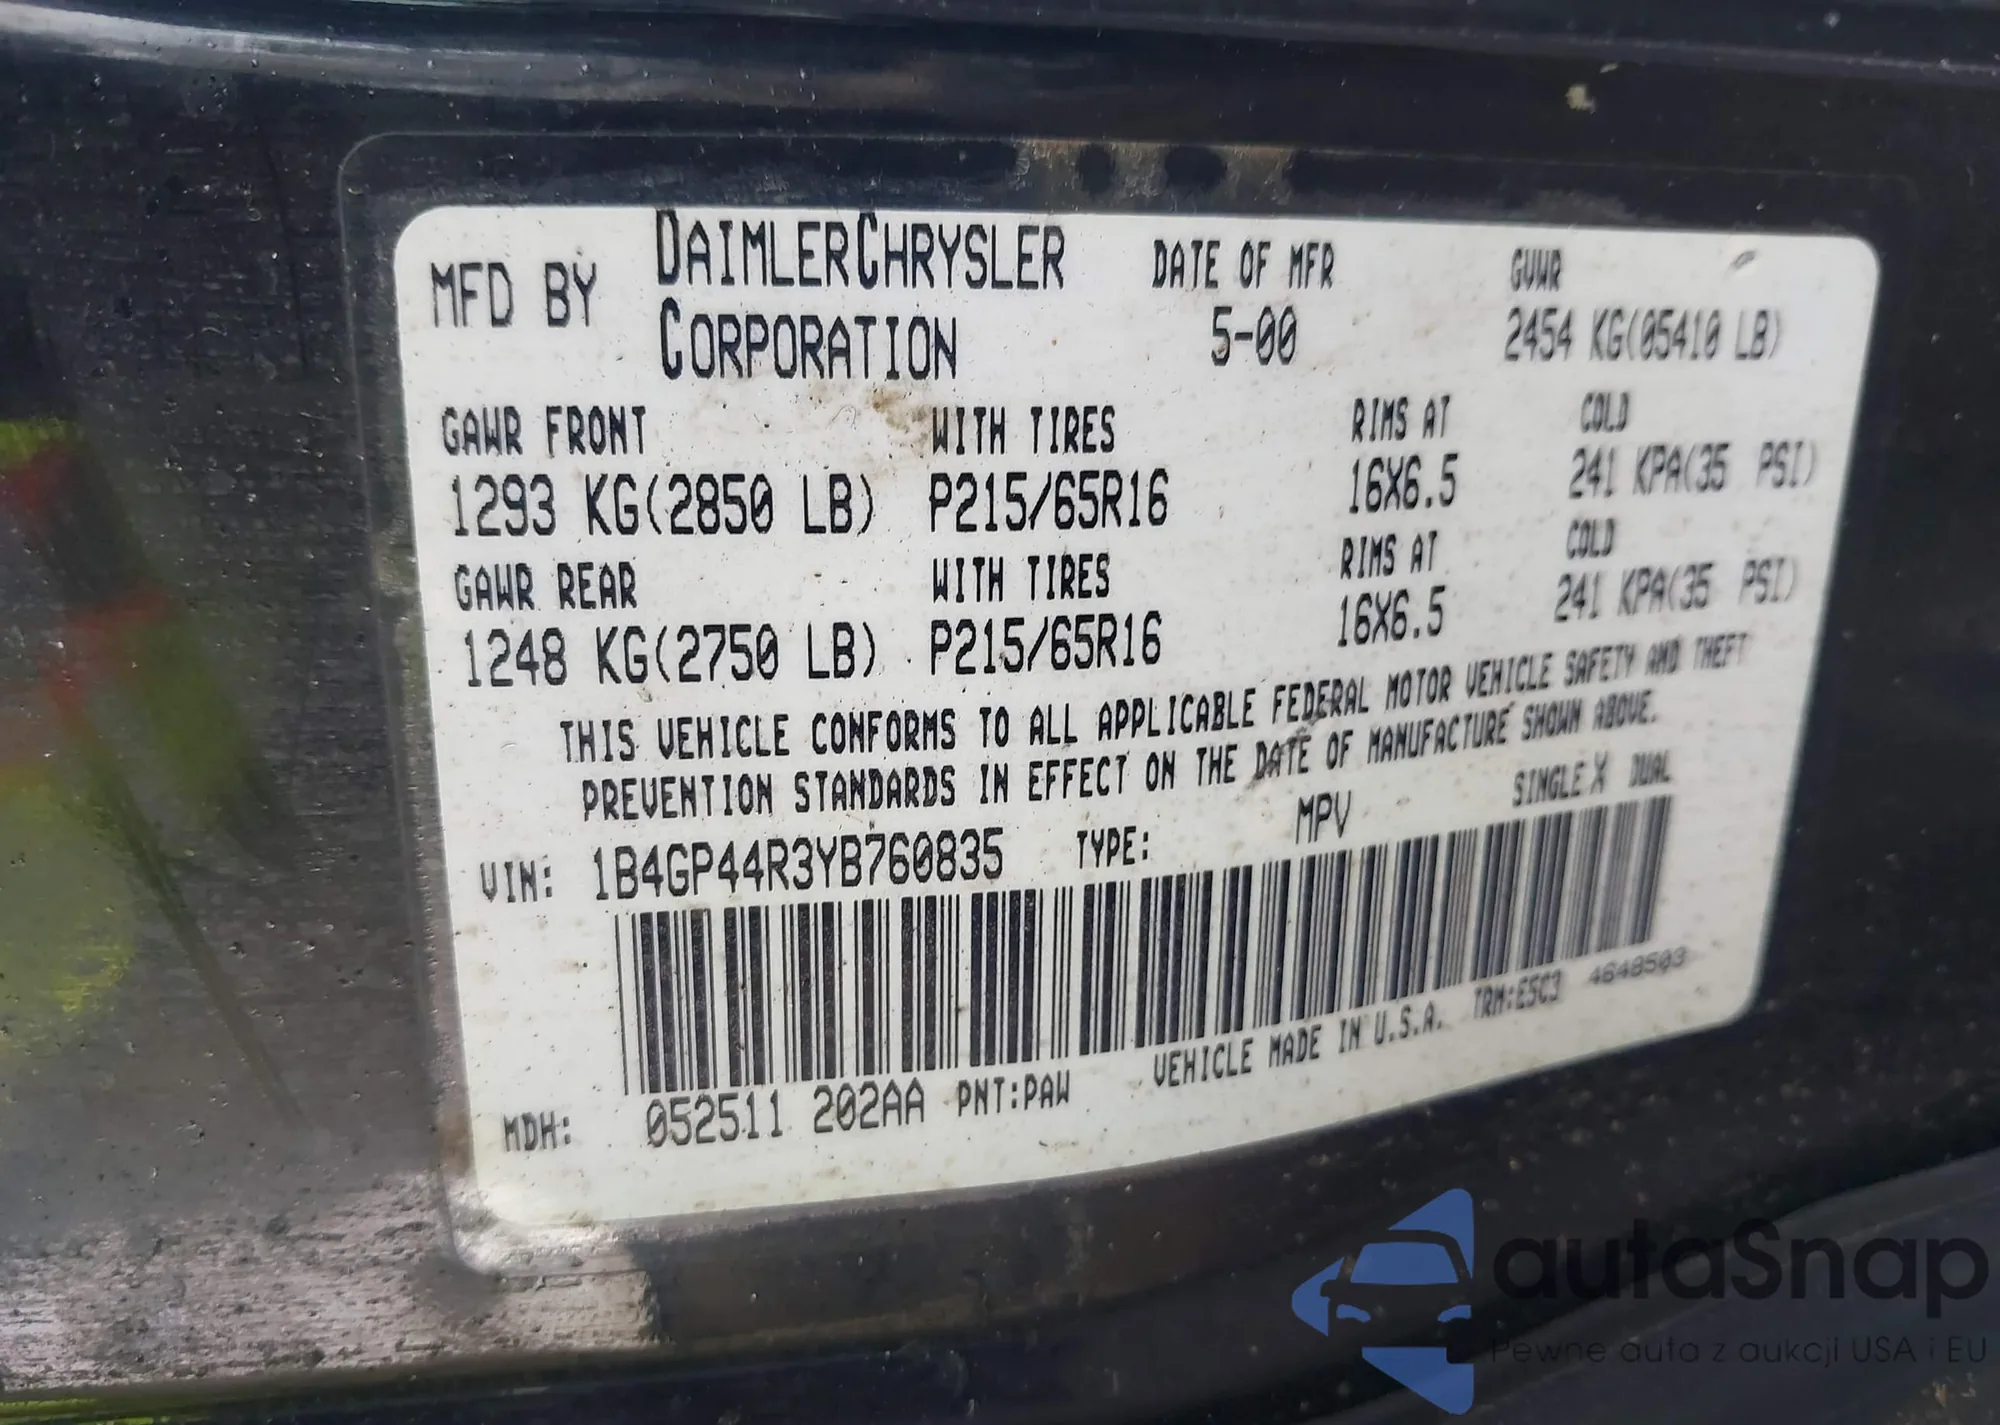 MFD BY DAIMLERCHRYSLER CORPORATION
DATE OF MFR 5-00
GVWR 2454 KG(05410 LB)
GAWR FRONT WITH TIRES RIMS AT COLD
1293 KG(2850 LB) P215/65R16 16X6.5 241 KPA(35 PSI)
GAWR REAR WITH TIRES RIMS AT COLD
1248 KG(2750 LB) P215/65R16 16X6.5 241 KPA(35 PSI)
THIS VEHICLE CONFORMS TO ALL APPLICABLE FEDERAL MOTOR VEHICLE SAFETY AND THEFT
PREVENTION STANDARDS IN EFFECT ON THE DATE OF MANUFACTURE SHOWN ABOVE.
VIN: 1B4GP44R3YB760835 TYPE: MPV SINGLE X DUAL
MDH: 052511 202AA PNT:PAW VEHICLE MADE IN U.S.A. TRM:E5C3 4648503
autaSnap
Pewne auta z aukcji USA i EU